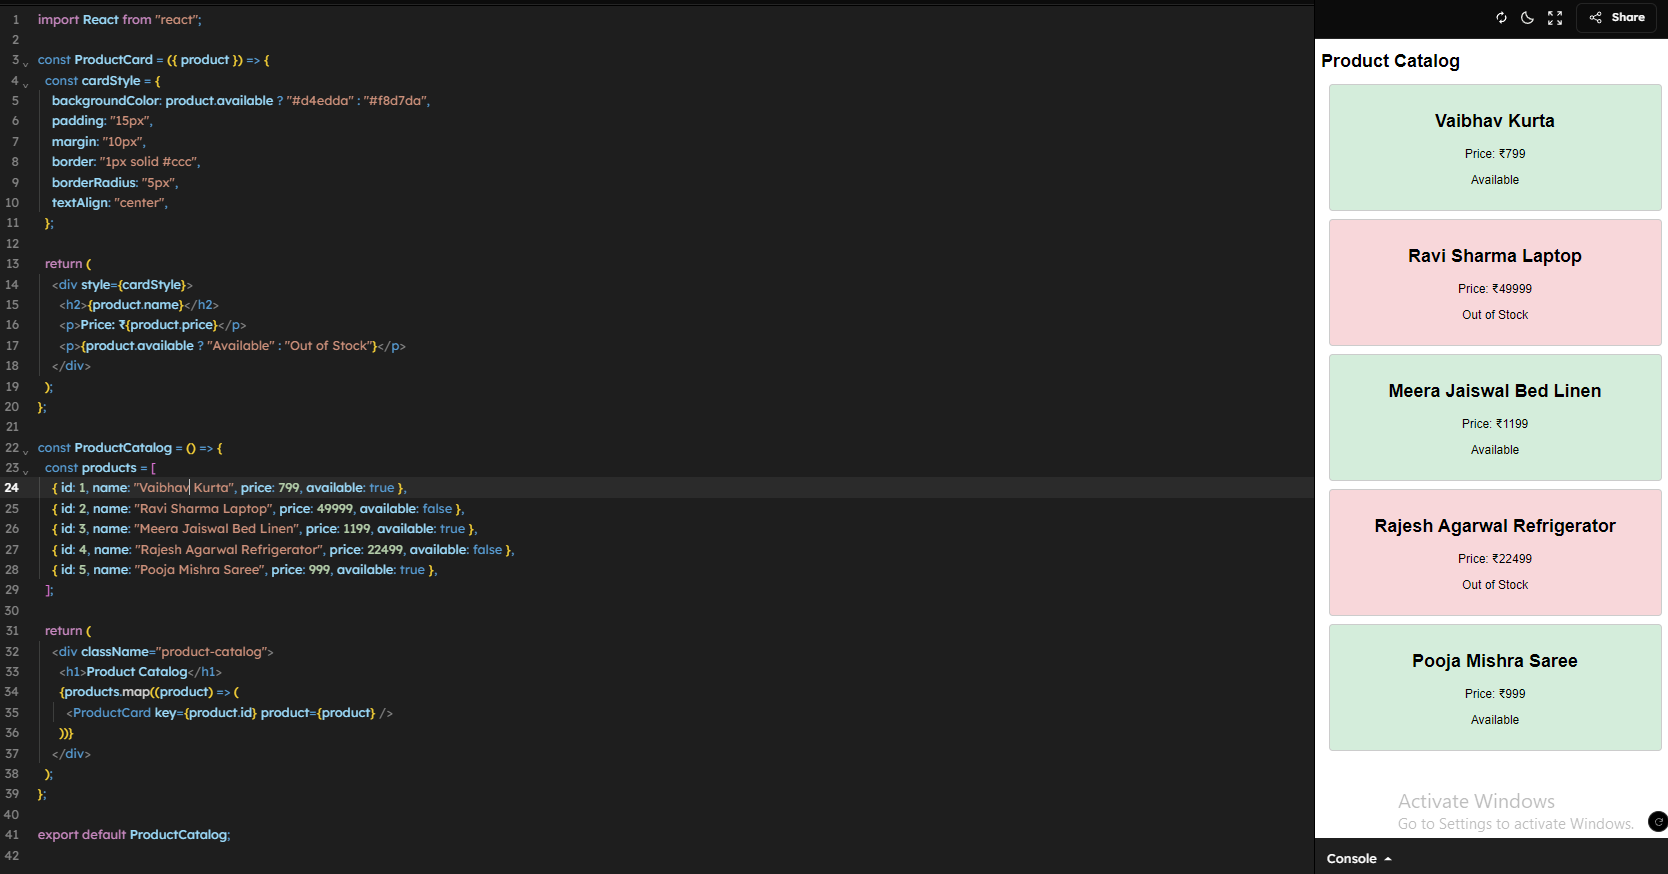 1 import React from "react";
2
3 const ProductCard = ({ product }) => {
4 const cardStyle = {
5 backgroundColor: product.available ? "#d4edda" : "#f8d7da",
6 padding: "15px",
7 margin: "10px",
8 border: "1px solid #ccc",
9 borderRadius: "5px",
10 textAlign: "center",
11 };
12
13 return (
14 <div style={cardStyle}>
15 <h2>{product.name}</h2>
16 <p>Price: ₹{product.price}</p>
17 <p>{product.available ? "Available" : "Out of Stock"}</p>
18 </div>
19 );
20 };
21
22 const ProductCatalog = () => {
23 const products = [
24 { id: 1, name: "Vaibhav Kurta", price: 799, available: true },
25 { id: 2, name: "Ravi Sharma Laptop", price: 49999, available: false },
26 { id: 3, name: "Meera Jaiswal Bed Linen", price: 1199, available: true },
27 { id: 4, name: "Rajesh Agarwal Refrigerator", price: 22499, available: false },
28 { id: 5, name: "Pooja Mishra Saree", price: 999, available: true },
29 ];
30
31 return (
32 <div className="product-catalog">
33 <h1>Product Catalog</h1>
34 {products.map((product) => (
35 <ProductCard key={product.id} product={product} />
36 ))}
37 </div>
38 );
39 };
40
41 export default ProductCatalog;
42
Share
Product Catalog
Vaibhav Kurta
Price: ₹799
Available
Ravi Sharma Laptop
Price: ₹49999
Out of Stock
Meera Jaiswal Bed Linen
Price: ₹1199
Available
Rajesh Agarwal Refrigerator
Price: ₹22499
Out of Stock
Pooja Mishra Saree
Price: ₹999
Available
Activate Windows
Go to Settings to activate Windows.
Console